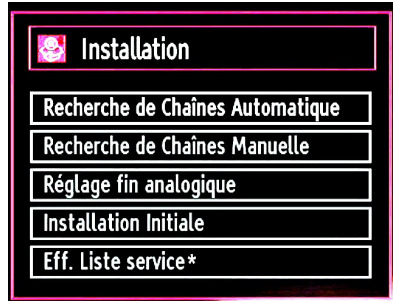 Installation
Recherche de Chaînes Automatique
Recherche de Chaînes Manuelle
Réglage fin analogique
Installation Initiale
Eff. Liste service*